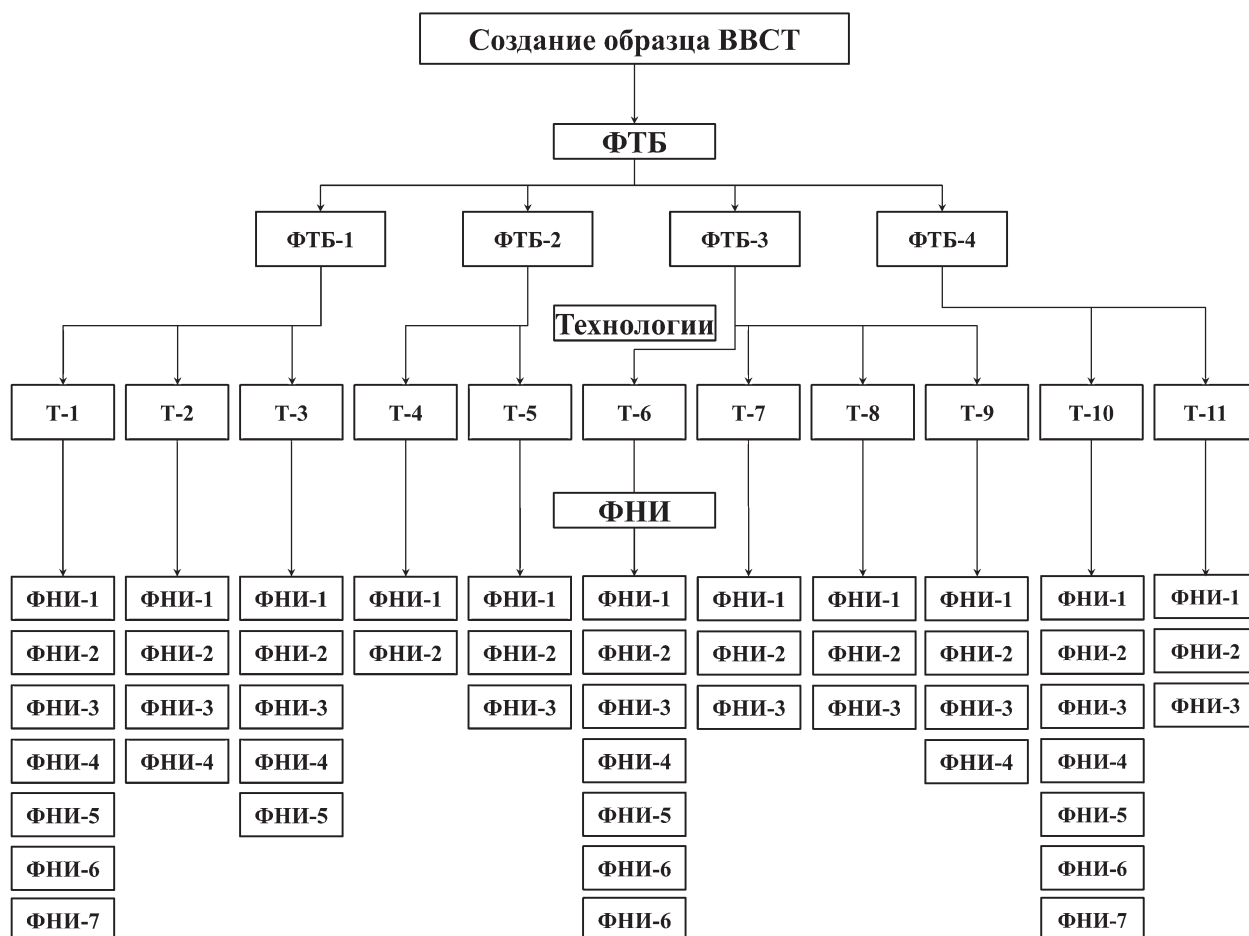 Создание образца ВВСТ
ФТБ
ФТБ-1 ФТБ-2 ФТБ-3 ФТБ-4
Технологии
Т-1 Т-2 Т-3 Т-4 Т-5 Т-6 Т-7 Т-8 Т-9 Т-10 Т-11
ФНИ
ФНИ-1 ФНИ-1 ФНИ-1 ФНИ-1 ФНИ-1 ФНИ-1 ФНИ-1 ФНИ-1 ФНИ-1 ФНИ-1 ФНИ-1
ФНИ-2 ФНИ-2 ФНИ-2 ФНИ-2 ФНИ-2 ФНИ-2 ФНИ-2 ФНИ-2 ФНИ-2 ФНИ-2 ФНИ-2
ФНИ-3 ФНИ-3 ФНИ-3 ФНИ-3 ФНИ-3 ФНИ-3 ФНИ-3 ФНИ-3 ФНИ-3 ФНИ-3
ФНИ-4 ФНИ-4 ФНИ-4 ФНИ-4 ФНИ-4 ФНИ-4
ФНИ-5 ФНИ-5 ФНИ-5 ФНИ-5
ФНИ-6 ФНИ-6 ФНИ-6
ФНИ-7 ФНИ-6 ФНИ-7